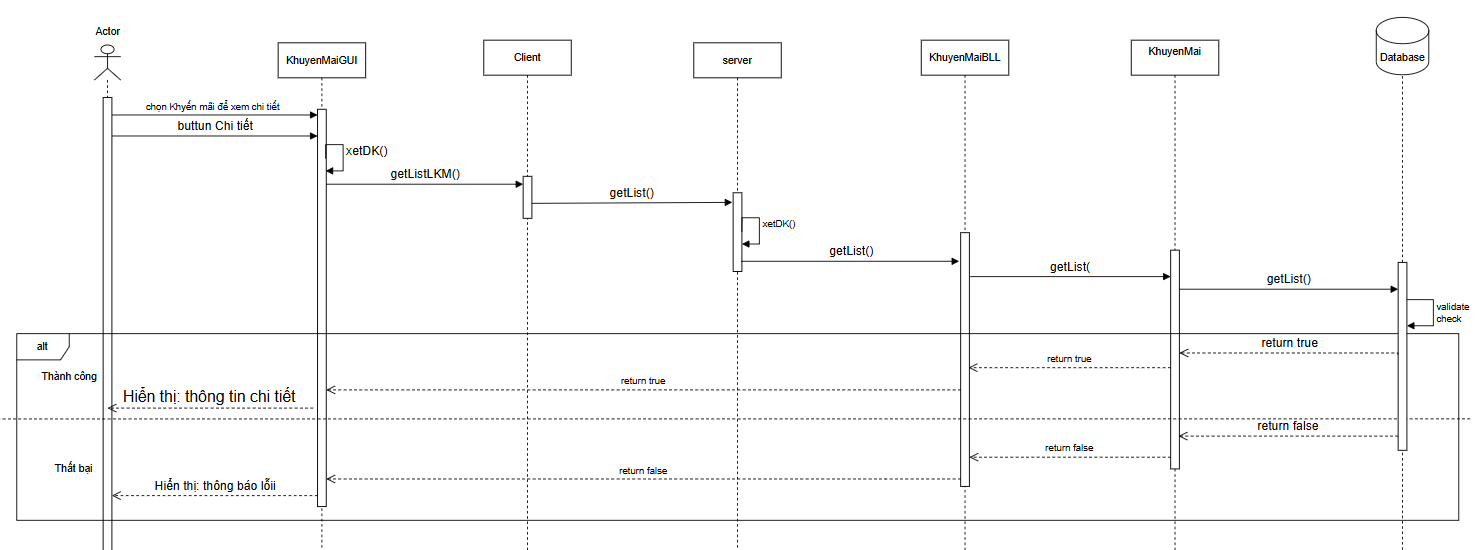 Actor
KhuyenMaiGUI
Client
server
KhuyenMaiBLL
KhuyenMai
Database
chọn Khyến mãi để xem chi tiết
buttun Chi tiết
xetDK()
getListLKM()
getList()
xetDK()
getList()
getList(
getList()
validate
check
alt
return true
return true
Thành công
return true
Hiển thị: thông tin chi tiết
return false
return false
Thất bại
return false
Hiển thị: thông báo lỗii